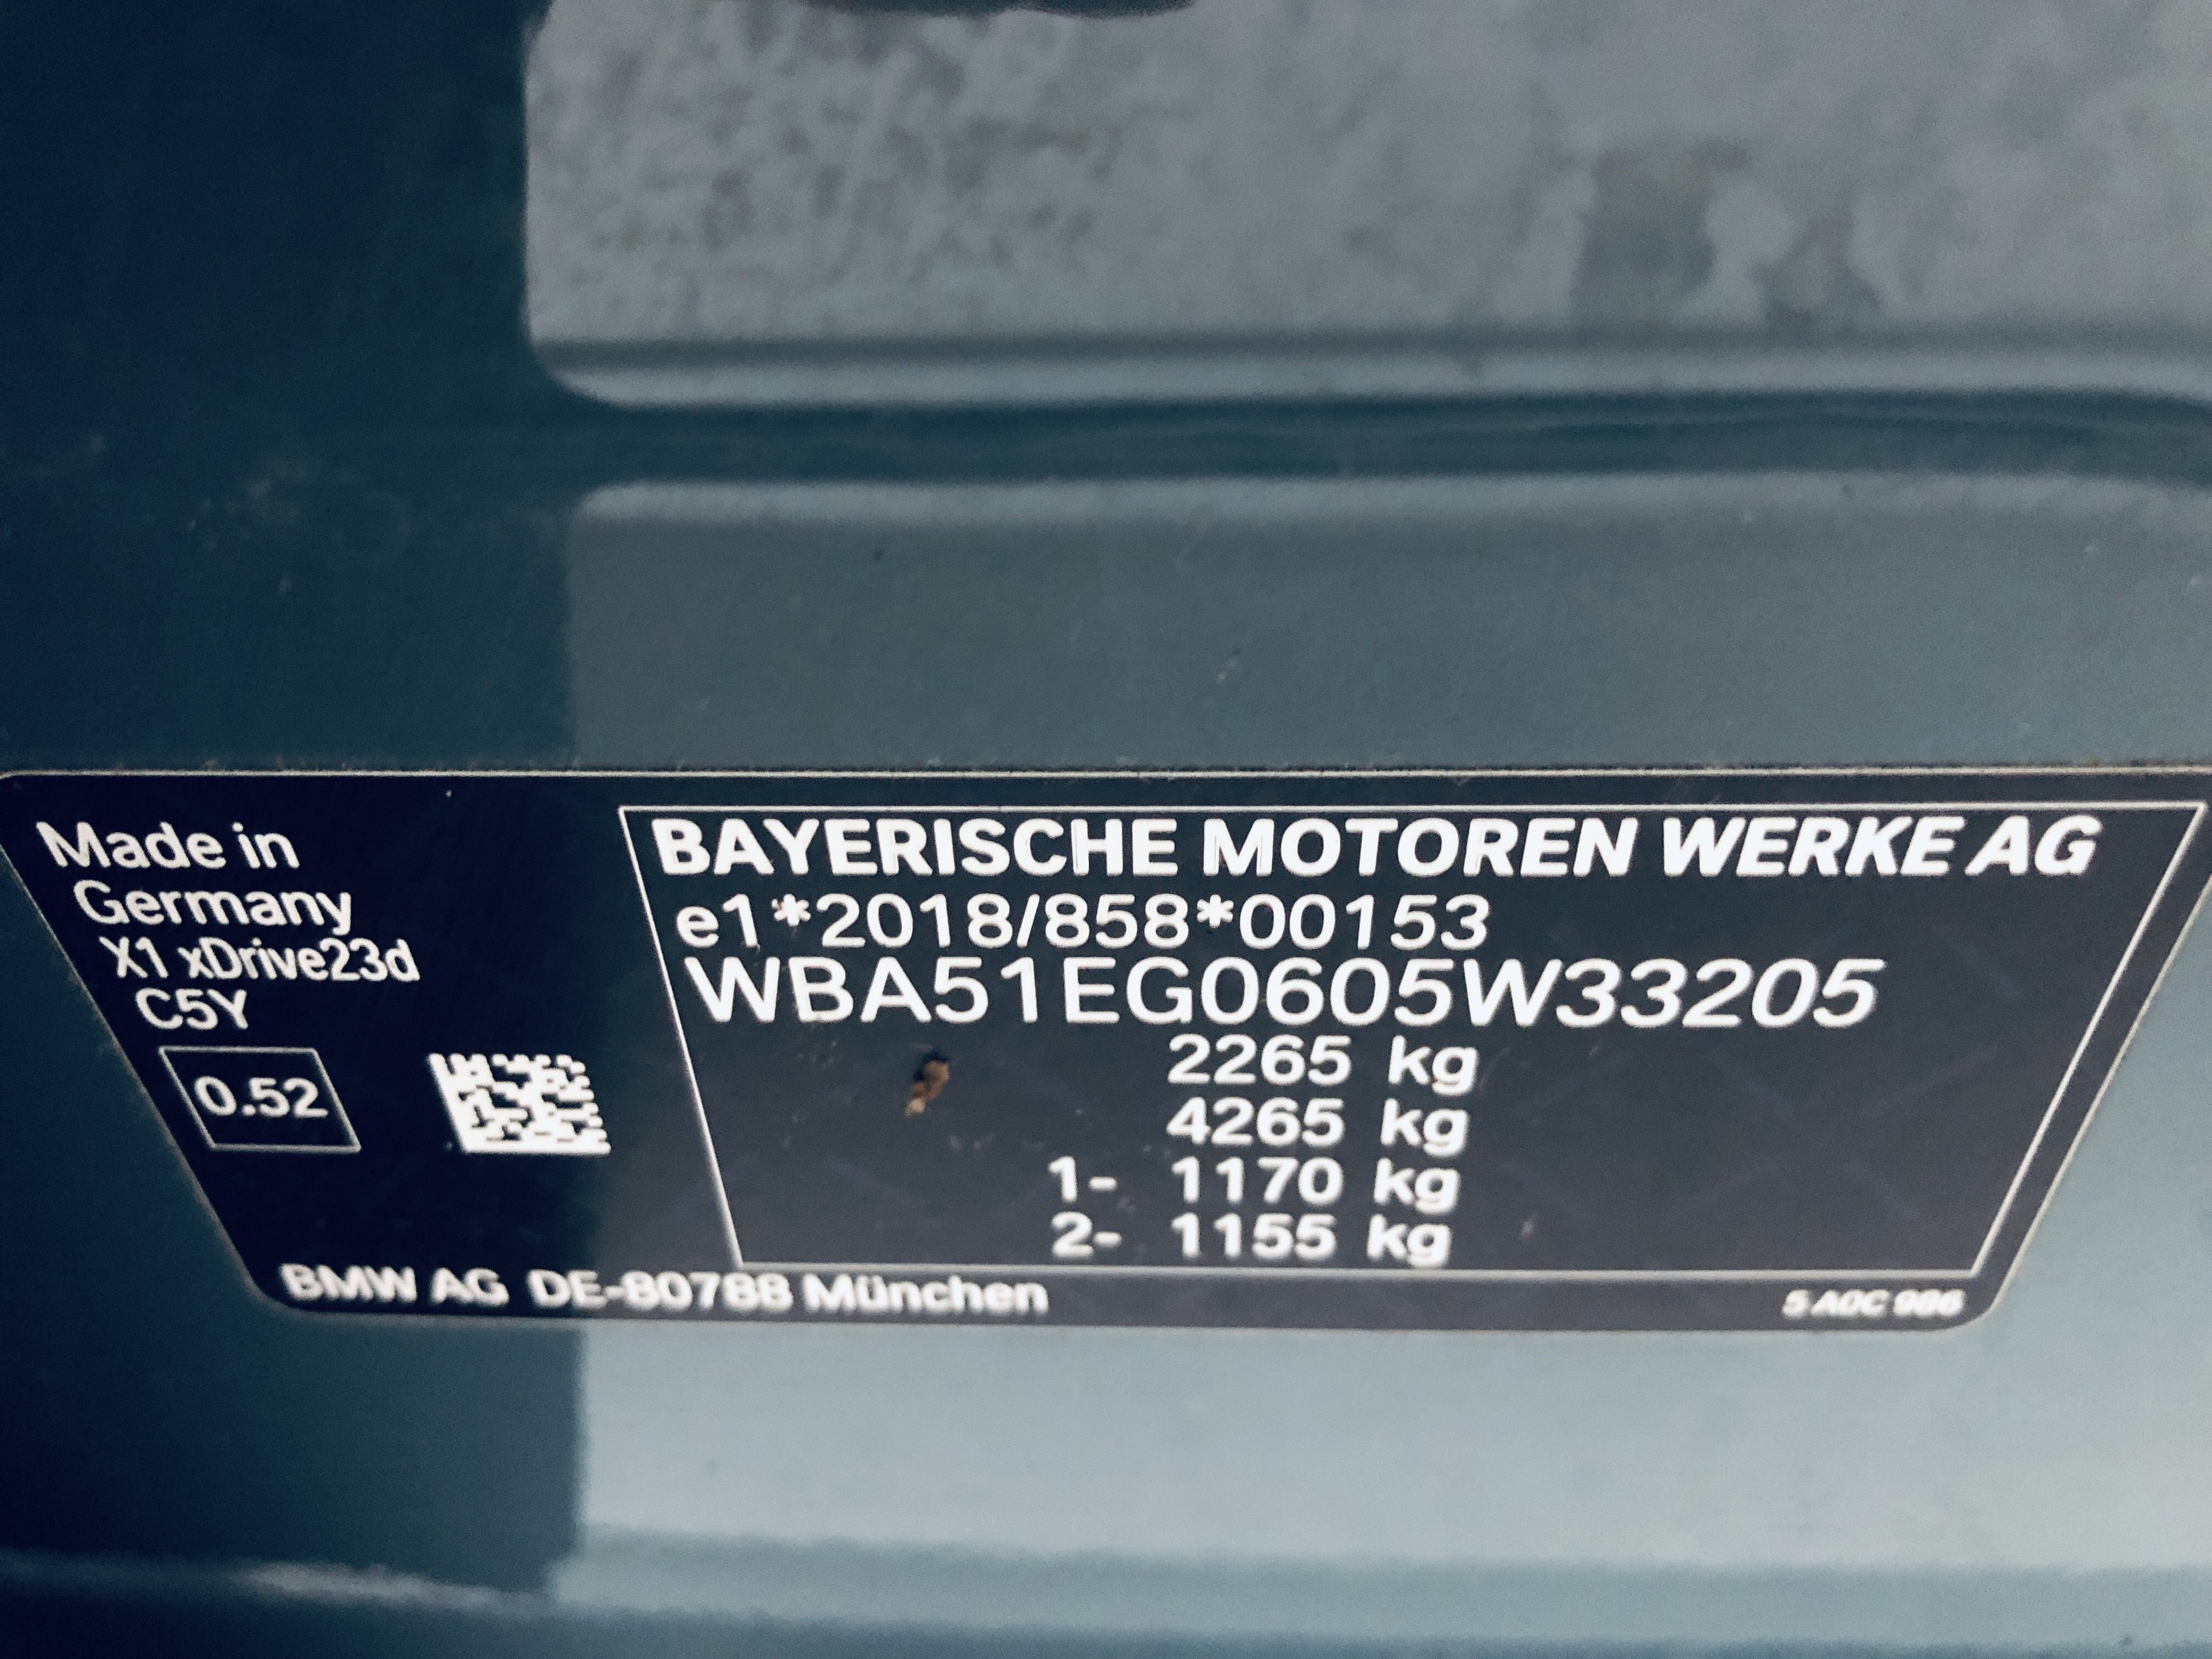 Made in
Germany
X1 xDrive23d
C5Y
0.52
BAYERISCHE MOTOREN WERKE AG
e1*2018/858*00153
WBA51EG0605W33205
2265 kg
4265 kg
1- 1170 kg
2- 1155 kg
BMW AG DE-80788 München
5 A0C 986